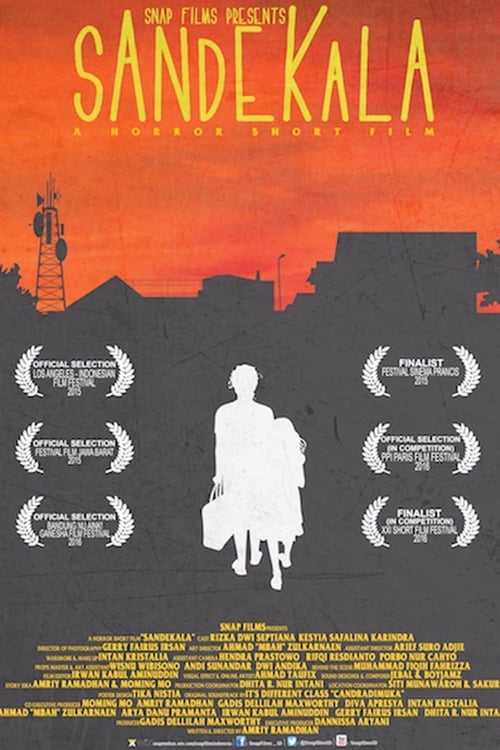 SNAP FILMS PRESENTS
SANDEKALA
A HORROR SHORT FILM
OFFICIAL SELECTION
LOS ANGELES - INDONESIAN
FILM FESTIVAL
2015
FINALIST
FESTIVAL SINEMA PRANCIS
2015
OFFICIAL SELECTION
FESTIVAL FILM JAWA BARAT
2015
OFFICIAL SELECTION
(IN COMPETITION)
PPI PARIS FILM FESTIVAL
2016
OFFICIAL SELECTION
BANDUNG NU AING!
GANESHA FILM FESTIVAL
2016
FINALIST
(IN COMPETITION)
XXI SHORT FILM FESTIVAL
2016
SNAP FILMS PRESENTS
A HORROR SHORT FILM "SANDEKALA" CAST RIZKA DWI SEPTIANA KESYIA SAFALINA KARINDRA
DIRECTOR OF PHOTOGRAPHY GERRY FAIRUS IRSAN ART DIRECTOR AHMAD "MBAH" ZULKARNAEN ASSISTANT DIRECTOR ARIEF SURO ADJIE
WARDROBE & MAKE UP INTAN KRISTALIA ASSISTANT CAMERA HENDRA PRASTOWO RUFQI RESDIANTO PORBO NUR CAHYO
PROPS MASTER & ART ASSISTANT WISNU WIBISONO ANDI SUNANDAR DWI ANDIKA BEHIND THE SCENE MUHAMMAD FIQIH FAHRIZZA
FILM EDITOR IRWAN KABUL AMINUDDIN VISUAL EFFECT & ONLINE ARTIST AHMAD TAUFIX SOUND DESIGNER & COMPOSER JEBAL & BOYJAMZ
STORY IDEA AMRIY RAMADHAN & MONING MO PRODUCTION COORDINATOR DHITA R. NUR INTANI LOCATION COORDINATOR SITI MUNAWAROH & SAKUR
POSTER DESIGN TIKA NISTIA ORIGINAL SOUNDTRACK BY IT'S DIFFERENT CLASS "CANDRADIMUKA"
CO-EXECUTIVE PRODUCER MONING MO AMRIY RAMADHAN GADIS DELLILAH MAXWORTHY DIVA APRESTA INTAN KRISTALIA
AHMAD "MBAH" ZULKARNAEN ARYA DANU PRAMANTA IRWAN KABUL AMINUDDIN GERRY FAIRUS IRSAN DHITA R. NUR INTANI
PRODUCER GADIS DELLILAH MAXWORTHY EXECUTIVE PRODUCER DANNISSA ARYANI
WRITTEN & DIRECTED BY AMRIY RAMADHAN